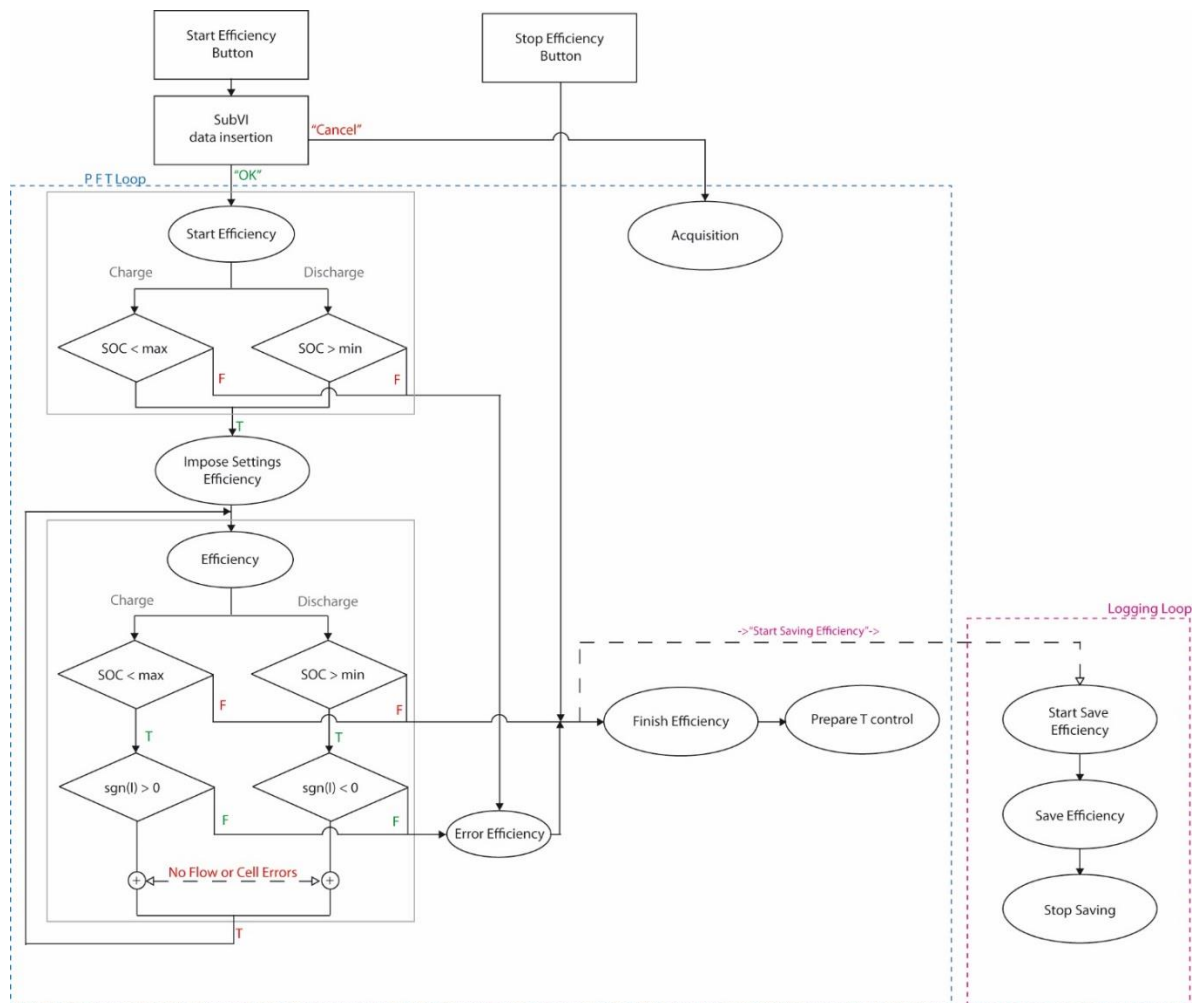 Start Efficiency
Button
Stop Efficiency
Button
SubVI
data insertion
"Cancel"
"OK"
P F T Loop
Start Efficiency
Acquisition
Charge
Discharge
SOC < max
SOC > min
F
F
T
Impose Settings
Efficiency
Efficiency
Charge
Discharge
->"Start Saving Efficiency"->
Logging Loop
SOC < max
SOC > min
F
F
Finish Efficiency
Prepare T control
Start Save
Efficiency
T
T
sgn(I) > 0
sgn(I) < 0
F
F
Error Efficiency
Save Efficiency
+
No Flow or Cell Errors
+
Stop Saving
T